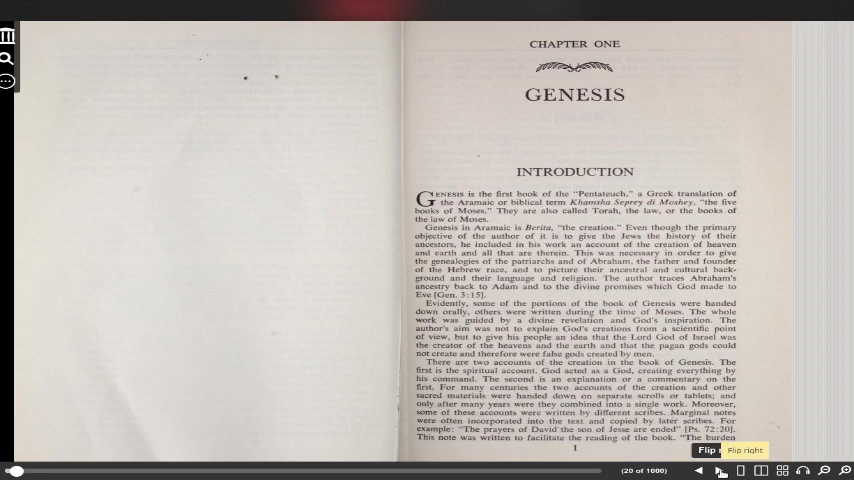 CHAPTER ONE
GENESIS
INTRODUCTION
GENESIS is the first book of the "Pentateuch," a Greek translation of
the Aramaic or biblical term Khamsha Seprey di Moshey, "the five
books of Moses." They are also called Torah, the law, or the books of
the law of Moses.
Genesis in Aramaic is Berita, "the creation." Even though the primary
objective of the author of it is to give the Jews the history of their
ancestors, he included in his work an account of the creation of heaven
and earth and all that are therein. This was necessary in order to give
the genealogies of the patriarchs and of Abraham, the father and founder
of the Hebrew race, and to picture their ancestral and cultural back-
ground and their language and religion. The author traces Abraham's
ancestry back to Adam and to the divine promises which God made to
Eve [Gen. 3:15].
Evidently, some of the portions of the book of Genesis were handed
down orally, others were written during the time of Moses. The whole
work was guided by a divine revelation and God's inspiration. The
author's aim was not to explain God's creations from a scientific point
of view, but to give his people an idea that the Lord God of Israel was
the creator of the heavens and the earth and that the pagan gods could
not create and therefore were false gods created by men.
There are two accounts of the creation in the book of Genesis. The
first is the spiritual account. God acted as a God, creating everything by
his command. The second is an explanation or a commentary on the
first. For many centuries the two accounts of the creation and other
sacred materials were handed down on separate scrolls or tablets; and
only after many years were they combined into a single work. Moreover,
some of these accounts were written by different scribes. Marginal notes
were often incorporated into the text and copied by later scribes. For
example: "The prayers of David the son of Jesse are ended" [Ps. 72:20].
This note was written to facilitate the reading of the book. "The burden
1
Flip
Flip right
(20 of 1000)